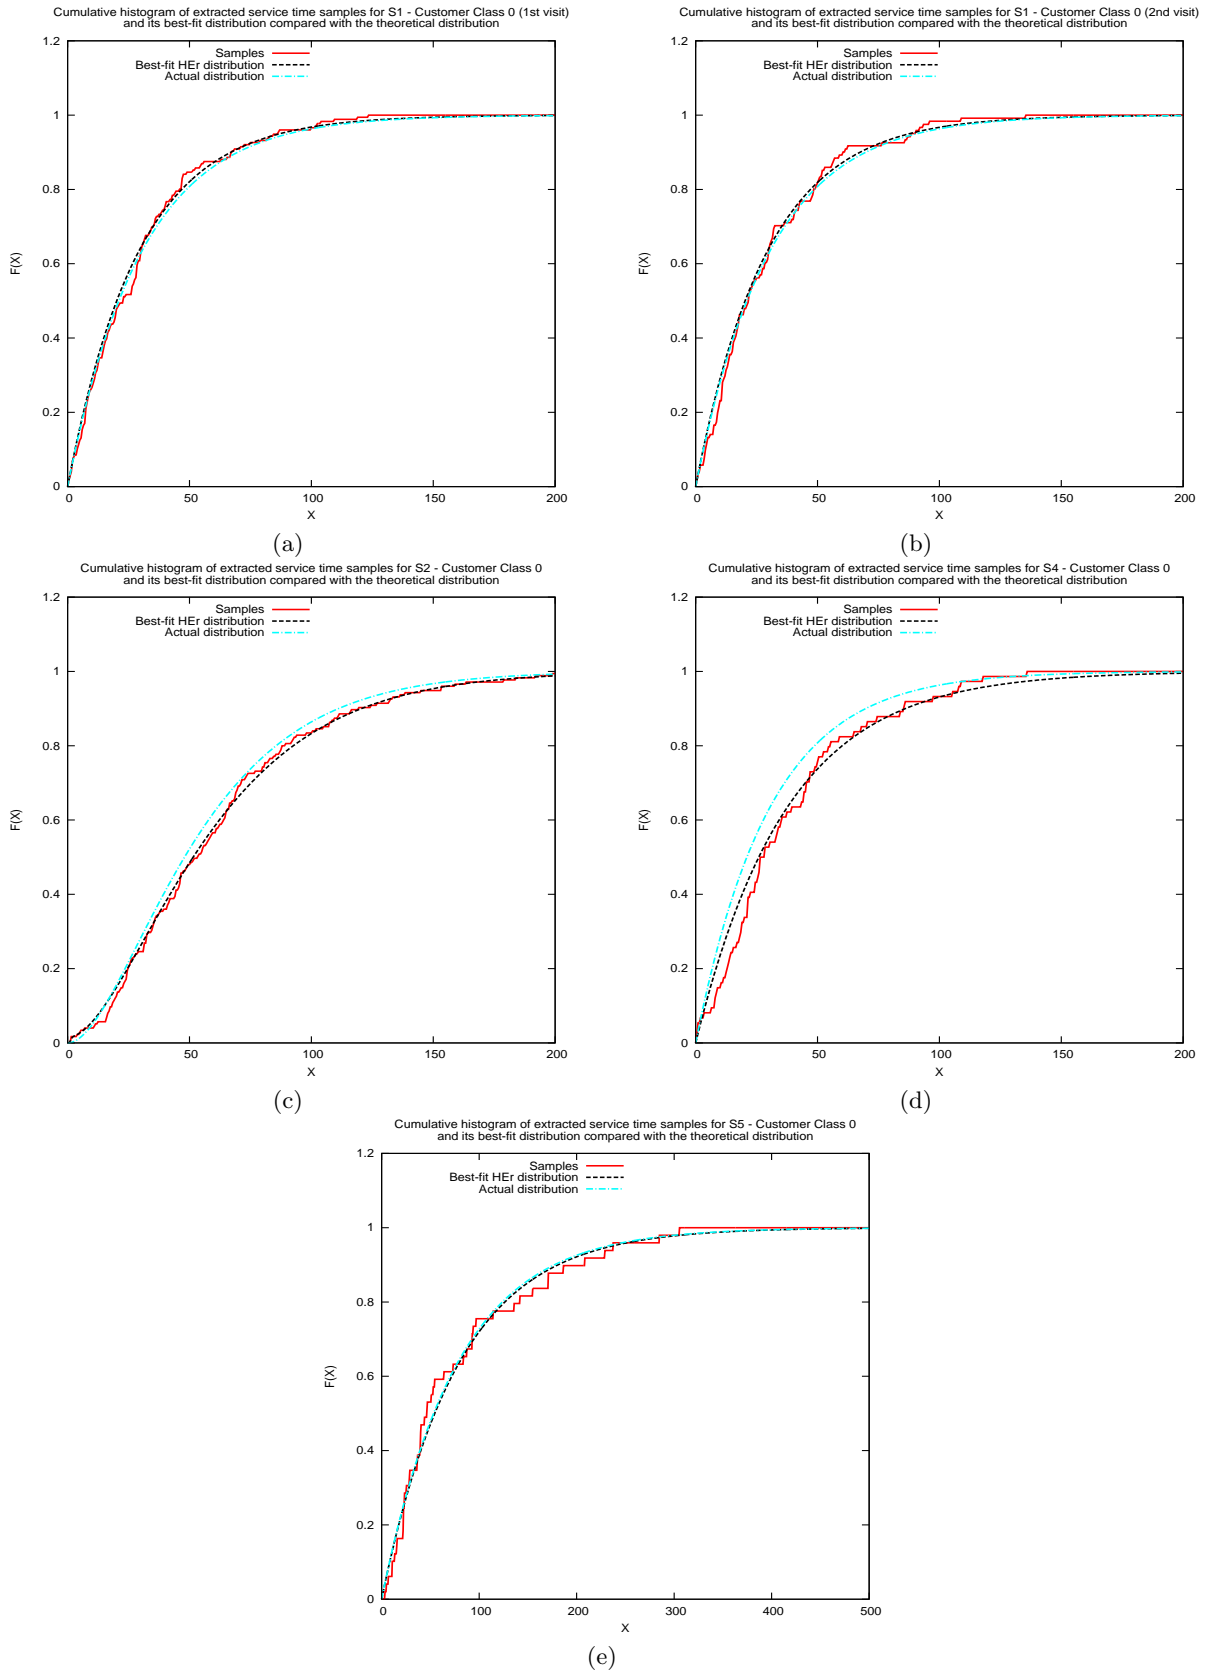 Cumulative histogram of extracted service time samples for S1 - Customer Class 0 (1st visit)
and its best-fit distribution compared with the theoretical distribution
1.2
Samples
Best-fit HEr distribution
Actual distribution
1
0.8
F(X)
0.6
0.4
0.2
0
0
50
100
150
200
X
(a)
Cumulative histogram of extracted service time samples for S1 - Customer Class 0 (2nd visit)
and its best-fit distribution compared with the theoretical distribution
1.2
Samples
Best-fit HEr distribution
Actual distribution
1
0.8
F(X)
0.6
0.4
0.2
0
0
50
100
150
200
X
(b)
Cumulative histogram of extracted service time samples for S2 - Customer Class 0
and its best-fit distribution compared with the theoretical distribution
1.2
Samples
Best-fit HEr distribution
Actual distribution
1
0.8
F(X)
0.6
0.4
0.2
0
0
50
100
150
200
X
(c)
Cumulative histogram of extracted service time samples for S4 - Customer Class 0
and its best-fit distribution compared with the theoretical distribution
1.2
Samples
Best-fit HEr distribution
Actual distribution
1
0.8
F(X)
0.6
0.4
0.2
0
0
50
100
150
200
X
(d)
Cumulative histogram of extracted service time samples for S5 - Customer Class 0
and its best-fit distribution compared with the theoretical distribution
1.2
Samples
Best-fit HEr distribution
Actual distribution
1
0.8
F(X)
0.6
0.4
0.2
0
0
100
200
300
400
500
X
(e)